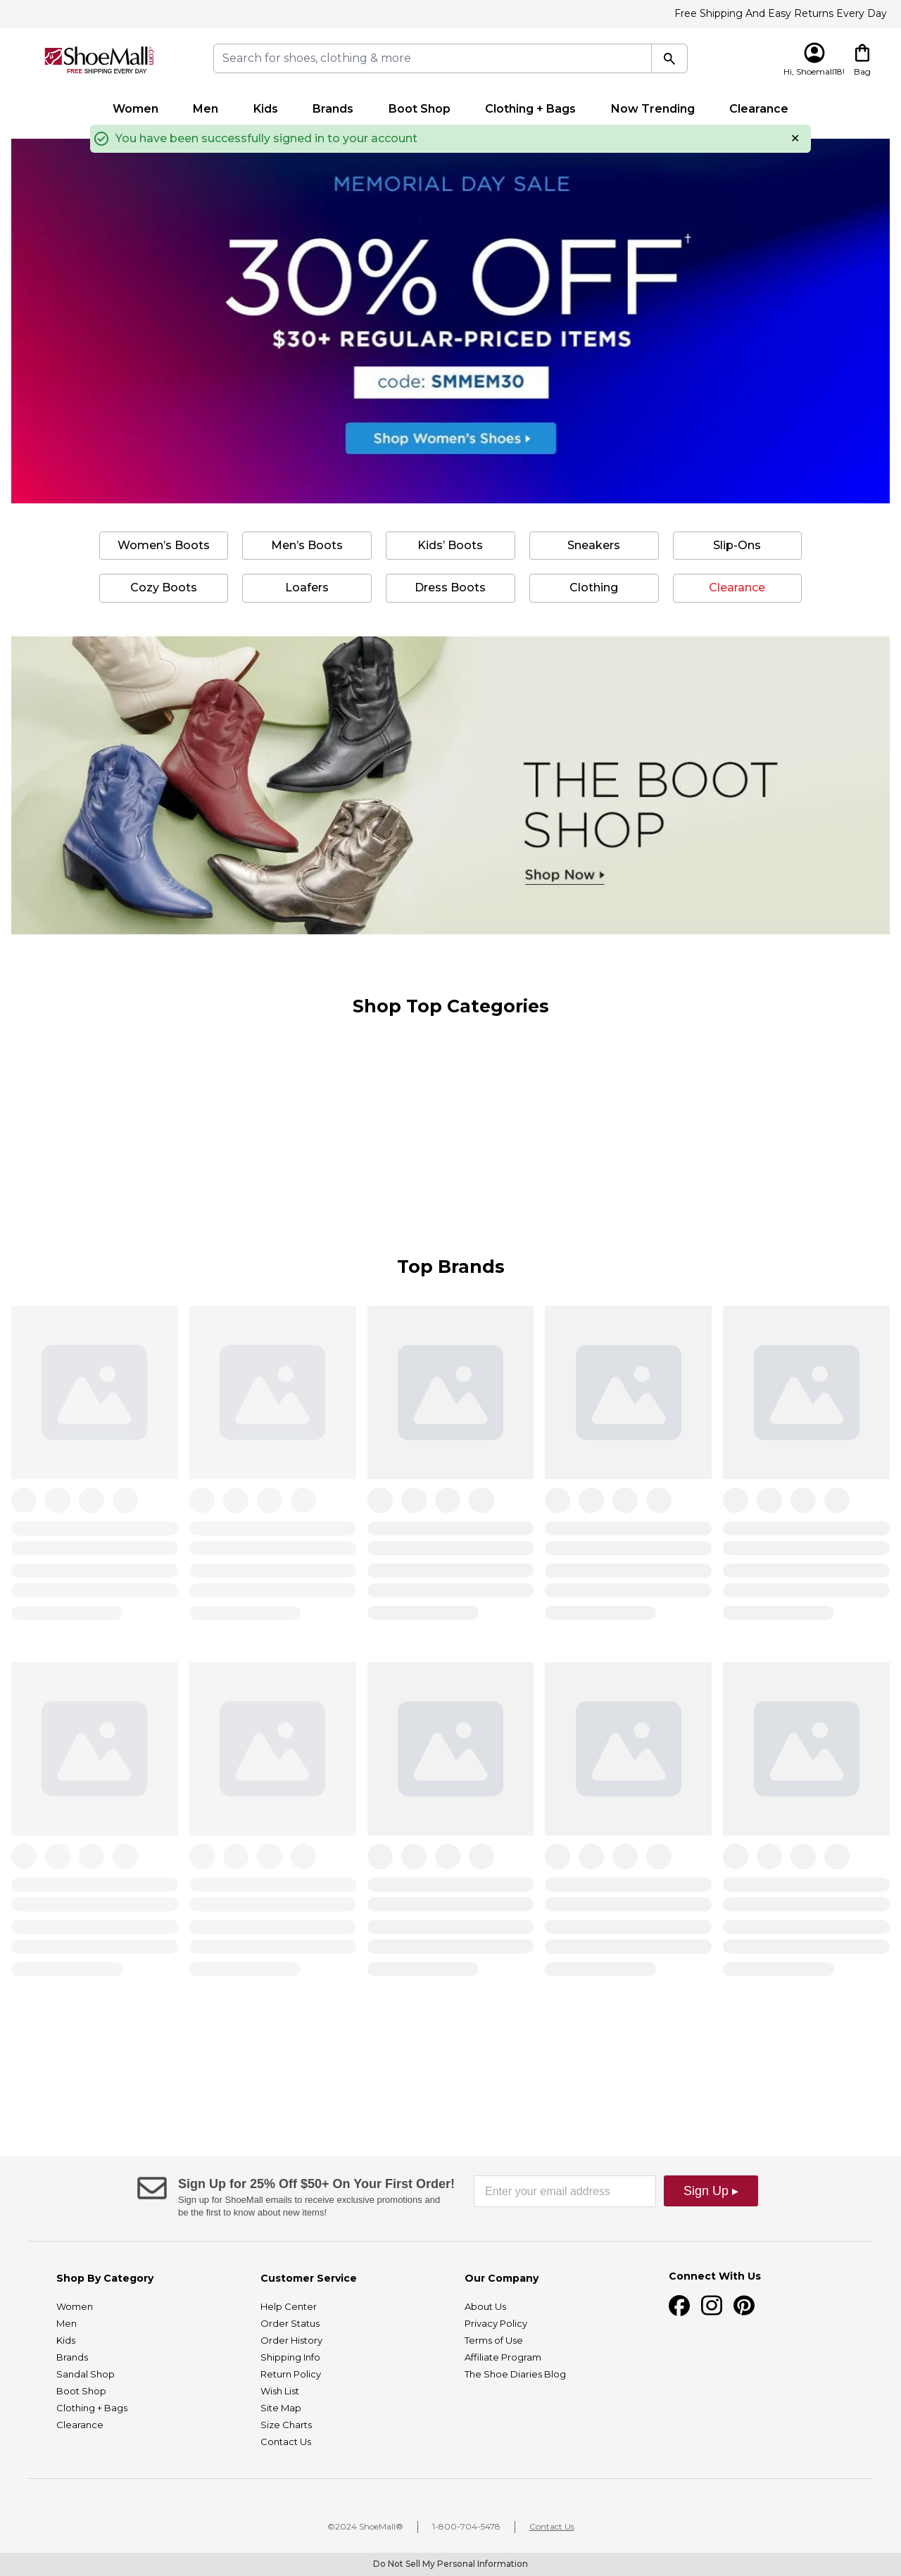 Free Shipping And Easy Returns Every Day
ShoeMall.COM
FREE SHIPPING EVERY DAY
Search for shoes, clothing & more
Hi, Shoemall18!
Bag
Women
Men
Kids
Brands
Boot Shop
Clothing + Bags
Now Trending
Clearance
You have been successfully signed in to your account
MEMORIAL DAY SALE
30% OFF†
$30+ REGULAR-PRICED ITEMS
code: SMMEM30
Shop Women's Shoes
Women's Boots
Men's Boots
Kids' Boots
Sneakers
Slip-Ons
Cozy Boots
Loafers
Dress Boots
Clothing
Clearance
THE BOOT
SHOP
Shop Now
Shop Top Categories
Top Brands
Sign Up for 25% Off $50+ On Your First Order!
Sign up for ShoeMall emails to receive exclusive promotions and
be the first to know about new items!
Enter your email address
Sign Up ▸
Shop By Category
Women
Men
Kids
Brands
Sandal Shop
Boot Shop
Clothing + Bags
Clearance
Customer Service
Help Center
Order Status
Order History
Shipping Info
Return Policy
Wish List
Site Map
Size Charts
Contact Us
Our Company
About Us
Privacy Policy
Terms of Use
Affiliate Program
The Shoe Diaries Blog
Connect With Us
©2024 ShoeMall®
1-800-704-5478
Contact Us
Do Not Sell My Personal Information